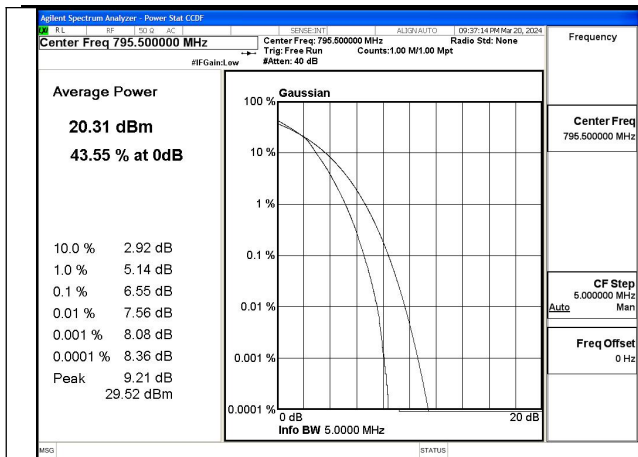 Agilent Spectrum Analyzer - Power Stat CCDF
RL RF 50 Ω AC SENSE:INT ALIGNAUTO 09:37:14 PM Mar 20, 2024
Center Freq 795.500000 MHz
Center Freq: 795.500000 MHz Radio Std: None
Trig: Free Run Counts:1.00 M/1.00 Mpt
#IFGain:Low #Atten: 40 dB
Frequency
Average Power
20.31 dBm
43.55 % at 0dB
10.0 % 2.92 dB
1.0 % 5.14 dB
0.1 % 6.55 dB
0.01 % 7.56 dB
0.001 % 8.08 dB
0.0001 % 8.36 dB
Peak 9.21 dB
29.52 dBm
Gaussian
100 %
10 %
1 %
0.1 %
0.01 %
0.001 %
0.0001 %
0 dB 20 dB
Info BW 5.0000 MHz
Center Freq
795.500000 MHz
CF Step
5.000000 MHz
Auto Man
Freq Offset
0 Hz
MSG STATUS